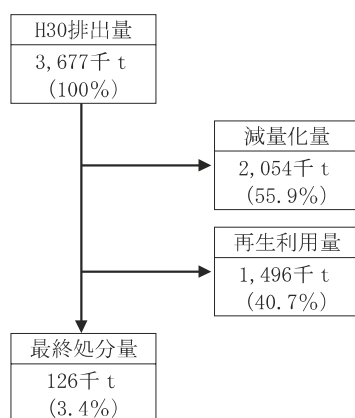 H30排出量
3,677千t
(100%)
減量化量
2,054千t
(55.9%)
再生利用量
1,496千t
(40.7%)
最終処分量
126千t
(3.4%)